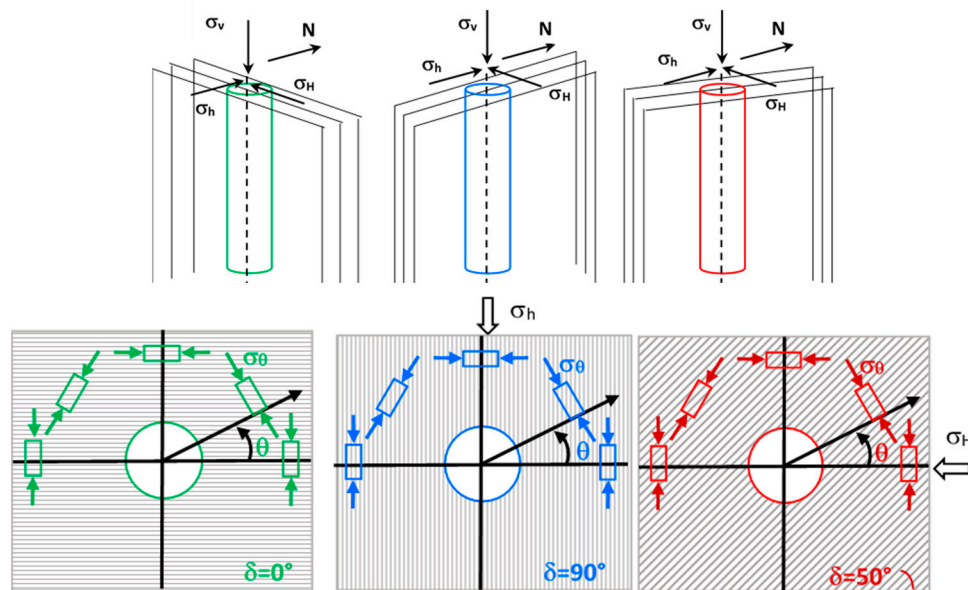 σv N σh σH
σv N σh σH
σv N σh σH
σh
σθ θ δ=0°
σθ θ δ=90°
σθ θ δ=50°
σH